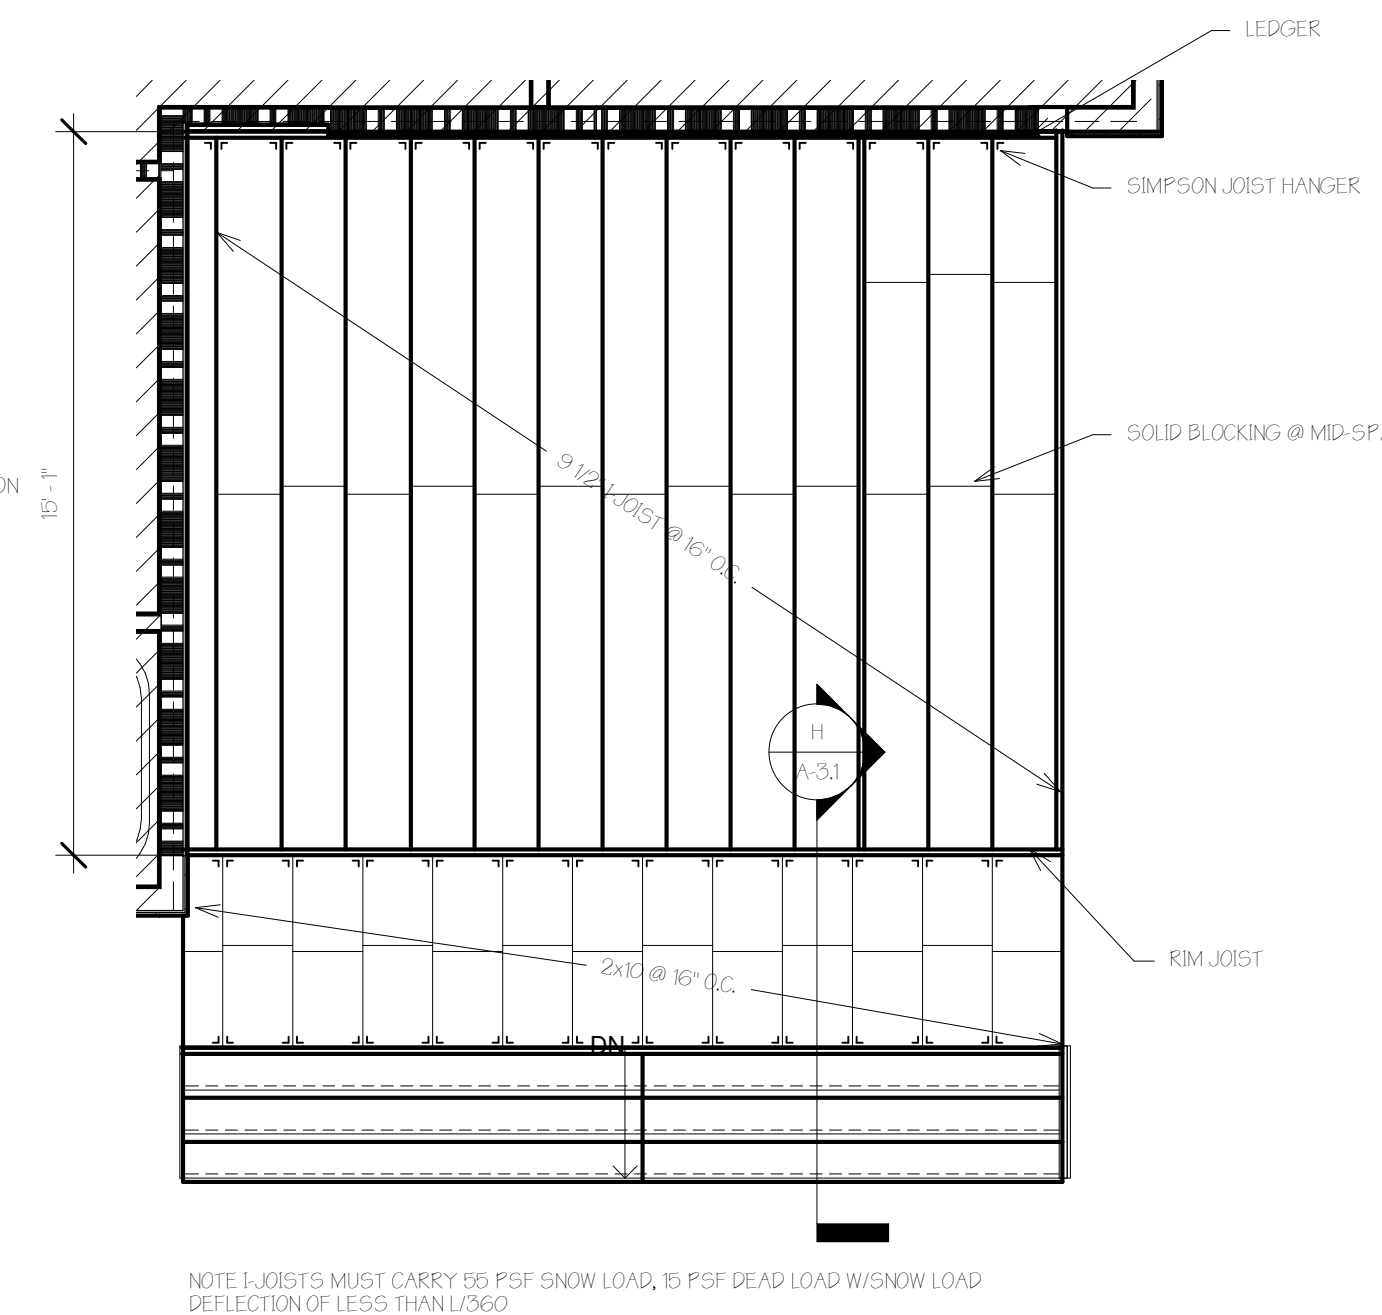 LEDGER
SIMPSON JOIST HANGER
SOLID BLOCKING @ MID-SP
ON
15' - 1"
9 1/2" I-JOIST @ 16" O.C.
H
A-3.1
RIM JOIST
2x10 @ 16" O.C.
DN
NOTE I-JOISTS MUST CARRY 55 PSF SNOW LOAD, 15 PSF DEAD LOAD W/SNOW LOAD
DEFLECTION OF LESS THAN L/360